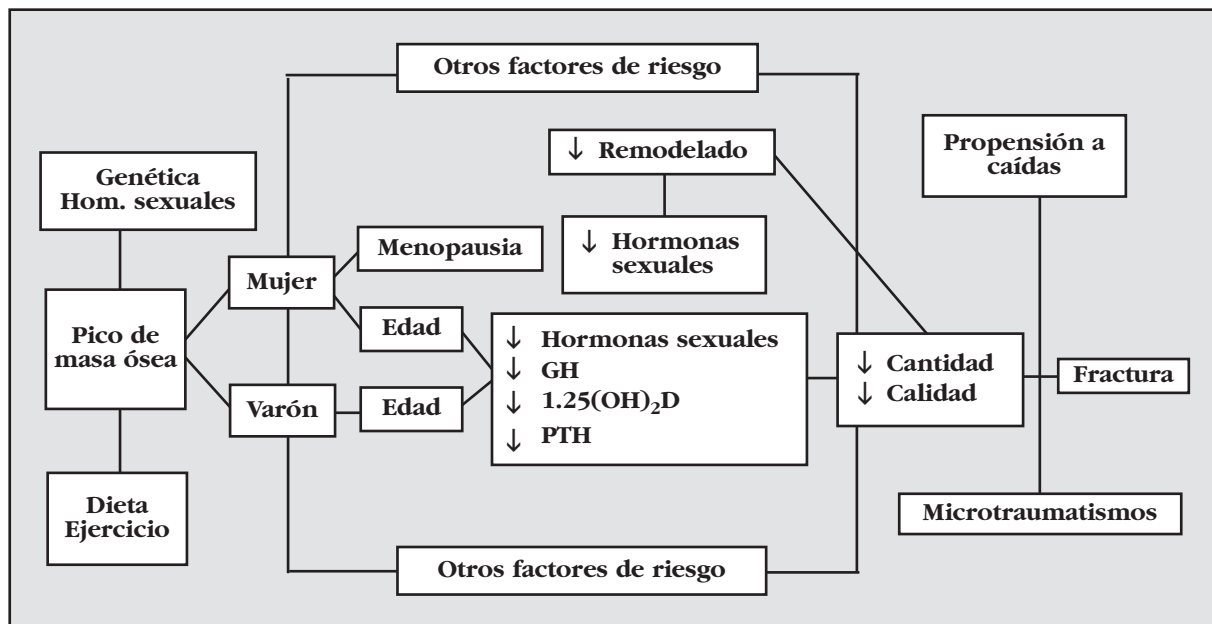 Otros factores de riesgo
↓ Remodelado
Propensión a
caídas
Genética
Hom. sexuales
↓ Hormonas
sexuales
Menopausia
Mujer
Pico de
masa ósea
Edad
↓ Hormonas sexuales
↓ GH
↓ 1.25(OH)₂D
↓ PTH
↓ Cantidad
↓ Calidad
Fractura
Varón
Edad
Dieta
Ejercicio
Microtraumatismos
Otros factores de riesgo